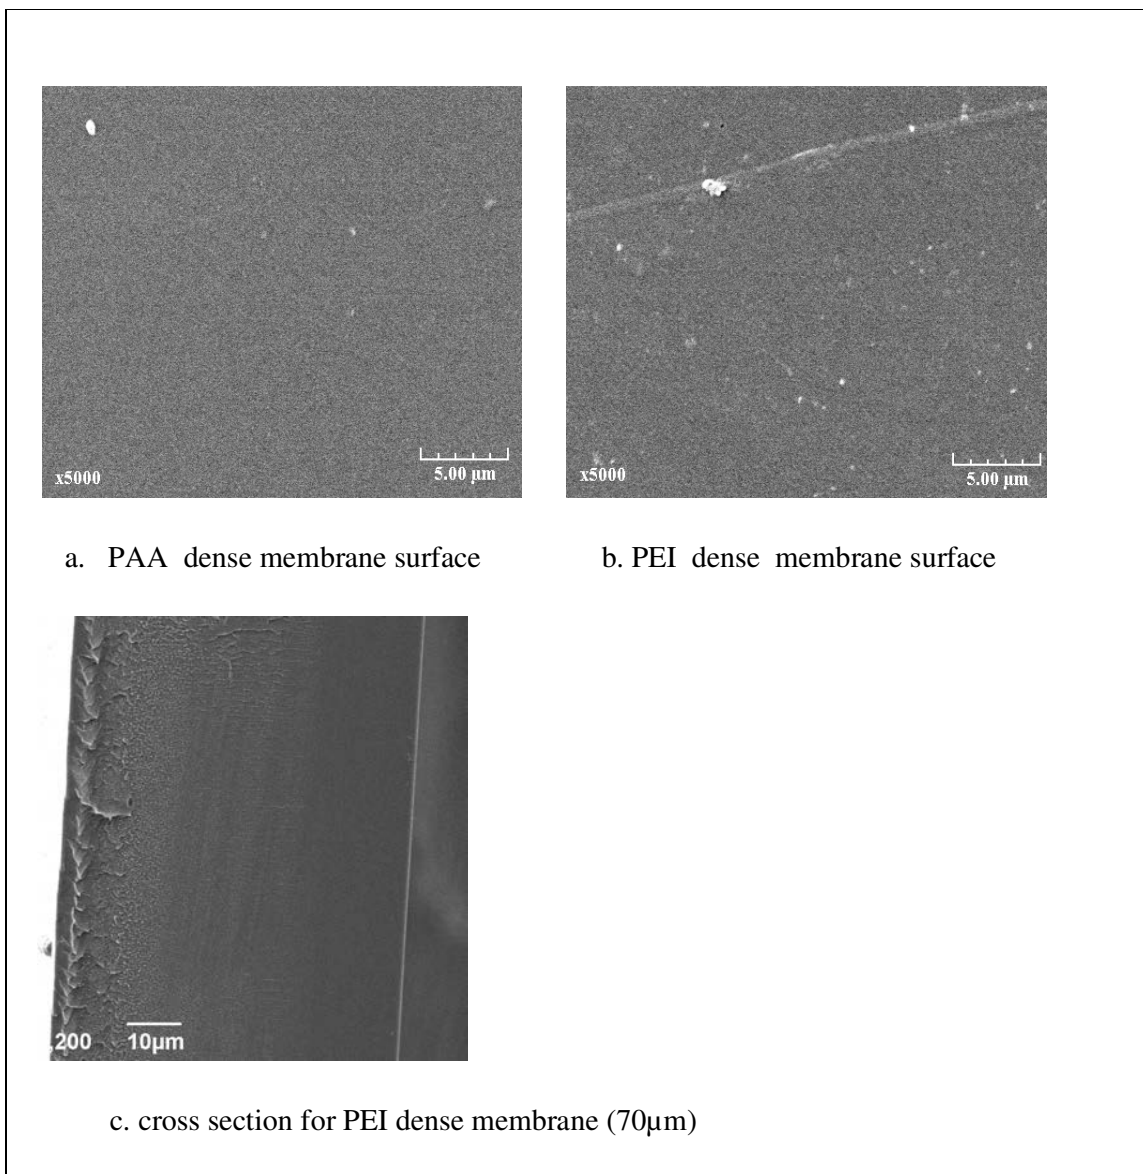 x5000
5.00 µm
x5000
5.00 µm
a. PAA dense membrane surface
b. PEI dense membrane surface
,200
10µm
c. cross section for PEI dense membrane (70µm)